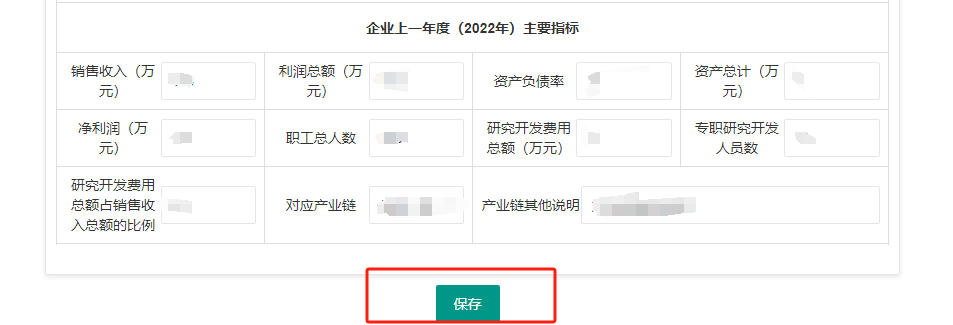 企业上一年度（2022年）主要指标
销售收入（万
元）
利润总额（万
元）
资产负债率
资产总计（万
元）
净利润（万
元）
职工总人数
研究开发费用
总额（万元）
专职研究开发
人员数
研究开发费用
总额占销售收
入总额的比例
对应产业链
产业链其他说明
保存